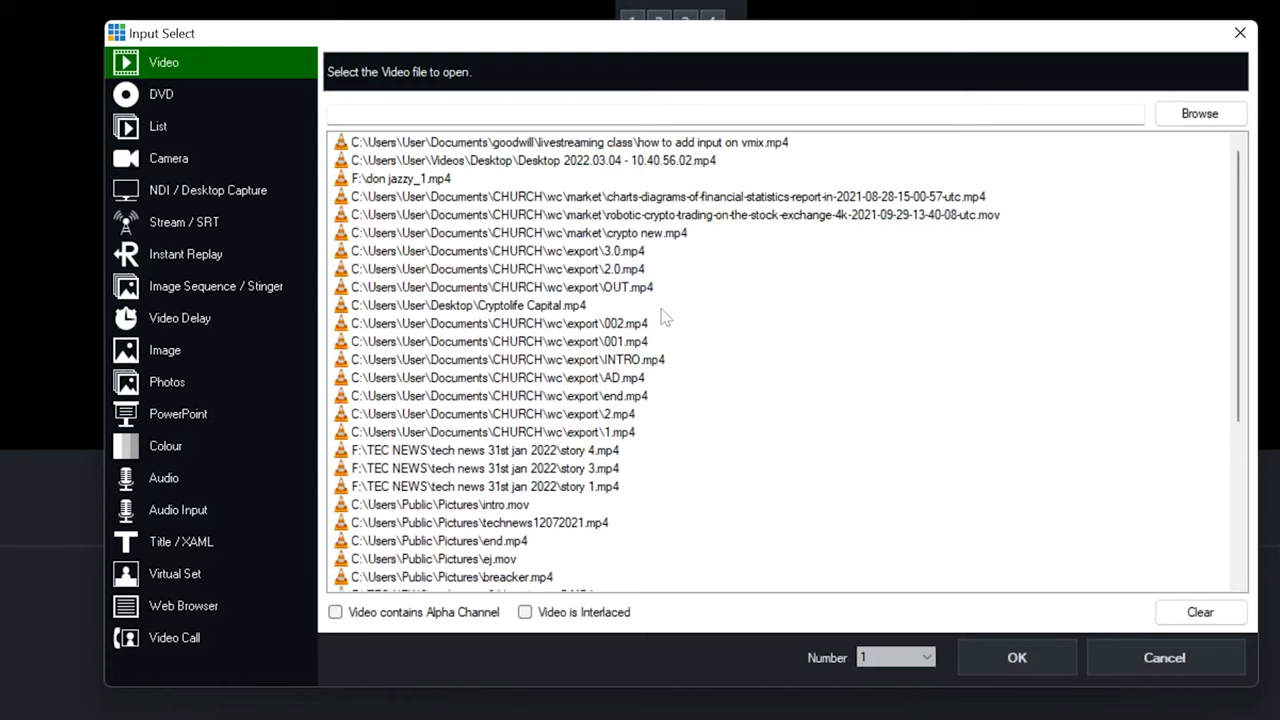 1 2 3 4
Input Select
Video
DVD
List
Camera
NDI / Desktop Capture
Stream / SRT
Instant Replay
Image Sequence / Stinger
Video Delay
Image
Photos
PowerPoint
Colour
Audio
Audio Input
Title / XAML
Virtual Set
Web Browser
Video Call
Select the Video file to open.
Browse
C:\Users\User\Documents\goodwill\livestreaming class\how to add input on vmix.mp4
C:\Users\User\Videos\Desktop\Desktop 2022.03.04 - 10.40.56.02.mp4
F:\don jazzy_1.mp4
C:\Users\User\Documents\CHURCH\wc\market\charts-diagrams-of-financial-statistics-report-in-2021-08-28-15-00-57-utc.mp4
C:\Users\User\Documents\CHURCH\wc\market\robotic-crypto-trading-on-the-stock-exchange-4k-2021-09-29-13-40-08-utc.mov
C:\Users\User\Documents\CHURCH\wc\market\crypto new.mp4
C:\Users\User\Documents\CHURCH\wc\export\3.0.mp4
C:\Users\User\Documents\CHURCH\wc\export\2.0.mp4
C:\Users\User\Documents\CHURCH\wc\export\OUT.mp4
C:\Users\User\Desktop\Cryptolife Capital.mp4
C:\Users\User\Documents\CHURCH\wc\export\002.mp4
C:\Users\User\Documents\CHURCH\wc\export\001.mp4
C:\Users\User\Documents\CHURCH\wc\export\INTRO.mp4
C:\Users\User\Documents\CHURCH\wc\export\AD.mp4
C:\Users\User\Documents\CHURCH\wc\export\end.mp4
C:\Users\User\Documents\CHURCH\wc\export\2.mp4
C:\Users\User\Documents\CHURCH\wc\export\1.mp4
F:\TEC NEWS\tech news 31st jan 2022\story 4.mp4
F:\TEC NEWS\tech news 31st jan 2022\story 3.mp4
F:\TEC NEWS\tech news 31st jan 2022\story 1.mp4
C:\Users\Public\Pictures\intro.mov
C:\Users\Public\Pictures\technews12072021.mp4
C:\Users\Public\Pictures\end.mp4
C:\Users\Public\Pictures\ej.mov
C:\Users\Public\Pictures\breacker.mp4
Video contains Alpha Channel
Video is Interlaced
Clear
Number 1
OK
Cancel